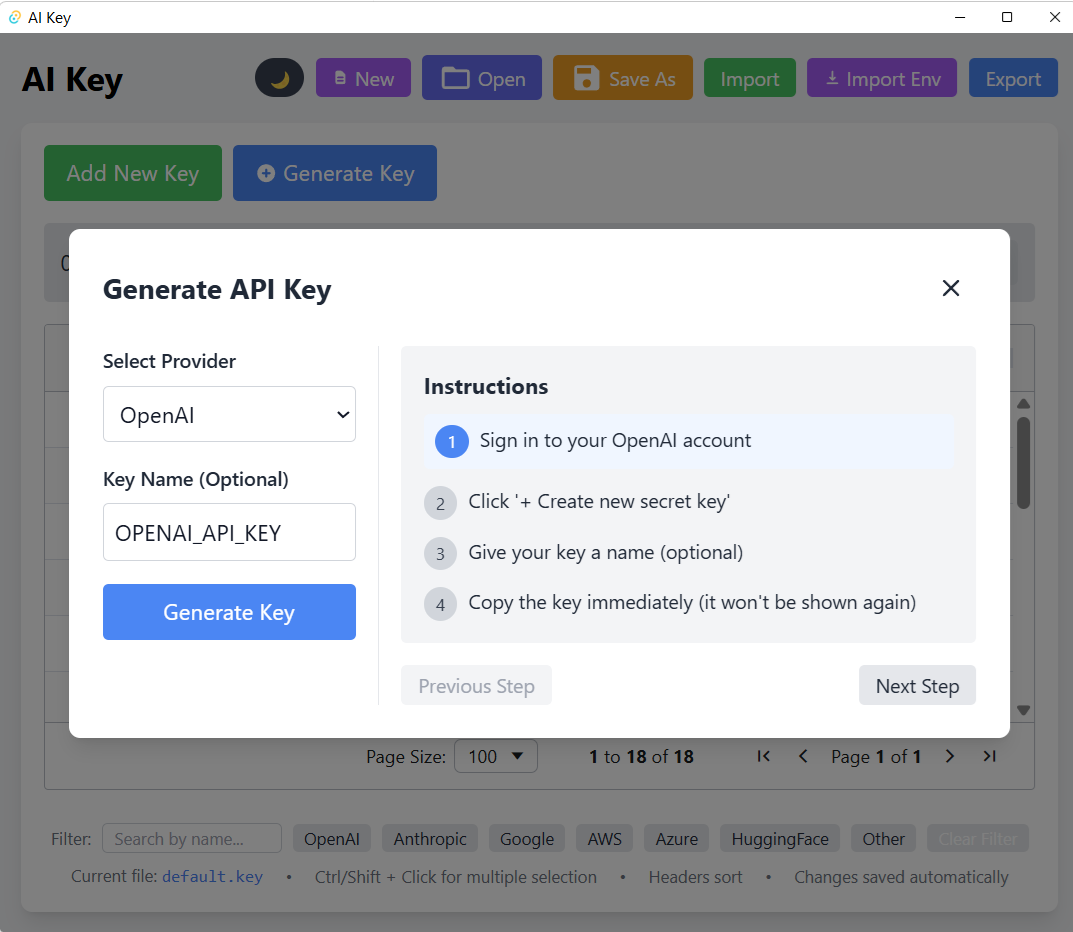 AI Key
AI Key
New
Open
Save As
Import
Import Env
Export
Add New Key
Generate Key
Generate API Key
Select Provider
OpenAI
Key Name (Optional)
OPENAI_API_KEY
Generate Key
Instructions
1 Sign in to your OpenAI account
2 Click '+ Create new secret key'
3 Give your key a name (optional)
4 Copy the key immediately (it won't be shown again)
Previous Step
Next Step
Page Size: 100 1 to 18 of 18 Page 1 of 1
Filter: Search by name... OpenAI Anthropic Google AWS Azure HuggingFace Other Clear Filter
Current file: default.key • Ctrl/Shift + Click for multiple selection • Headers sort • Changes saved automatically